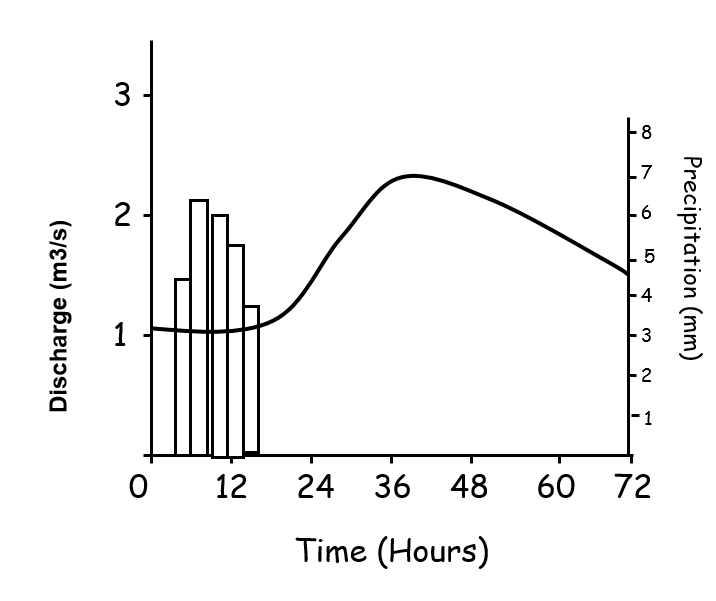 3
2
1
Discharge (m3/s)
8
7
6
5
4
3
2
1
Precipitation (mm)
0 12 24 36 48 60 72
Time (Hours)